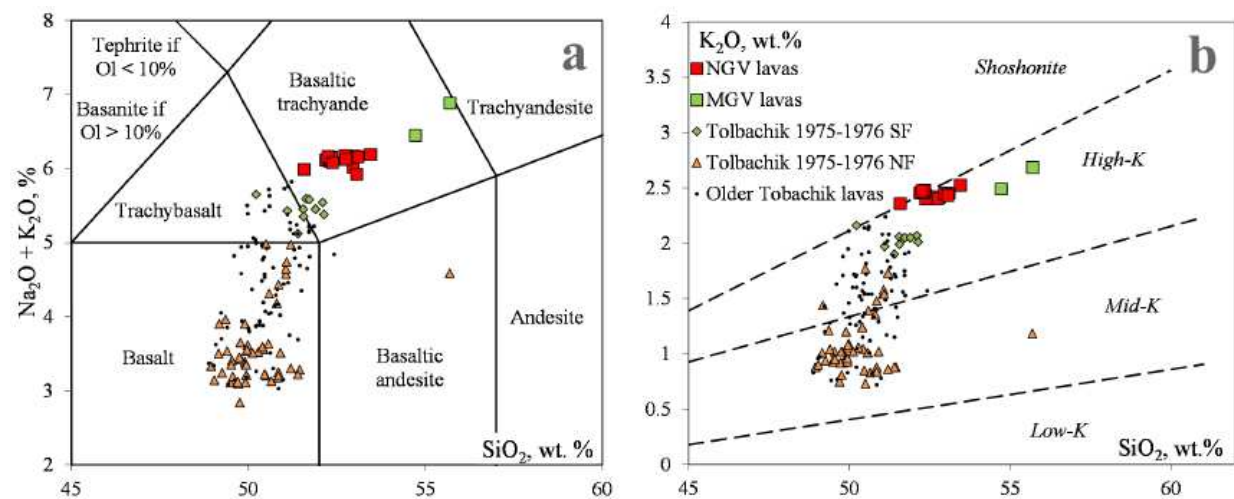 8
7
6
5
4
3
2
Na₂O + K₂O, %
Tephrite if
Ol < 10%
Basanite if
Ol > 10%
Basaltic
trachyande
Trachyandesite
Trachybasalt
Basalt
Basaltic
andesite
Andesite
a
SiO₂, wt. %
45
50
55
60
4
3.5
3
2.5
2
1.5
1
0.5
0
K₂O, wt.%
NGV lavas
MGV lavas
Tolbachik 1975-1976 SF
Tolbachik 1975-1976 NF
Older Tobachik lavas
Shoshonite
b
High-K
Mid-K
Low-K
SiO₂, wt. %
45
50
55
60